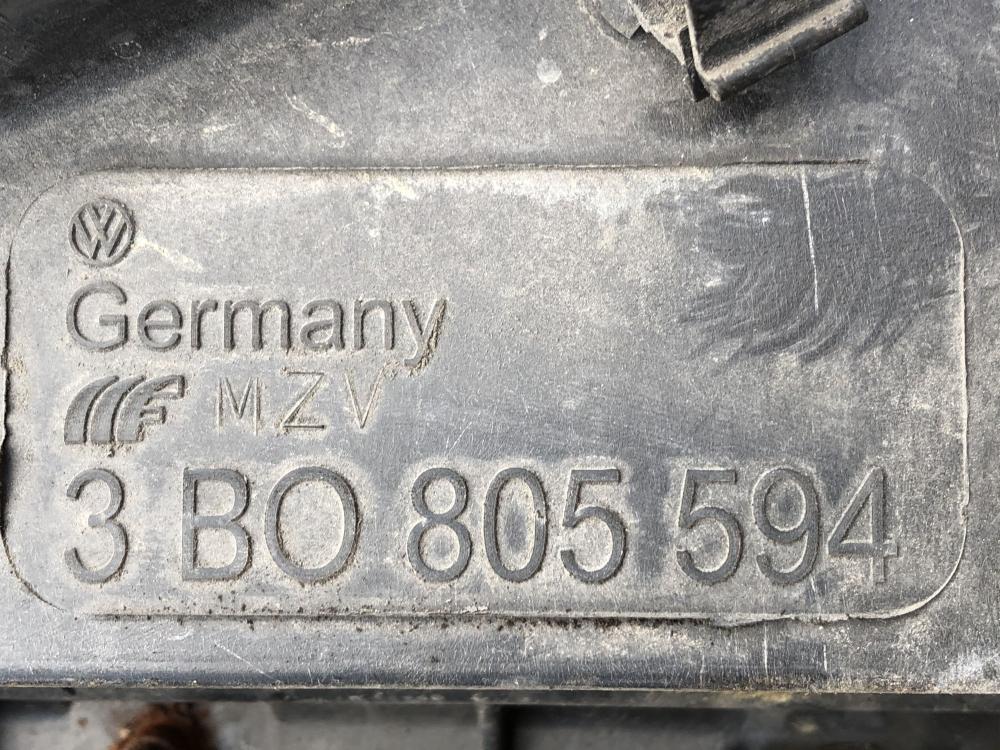 VW
Germany
MZV
3 BO 805 594